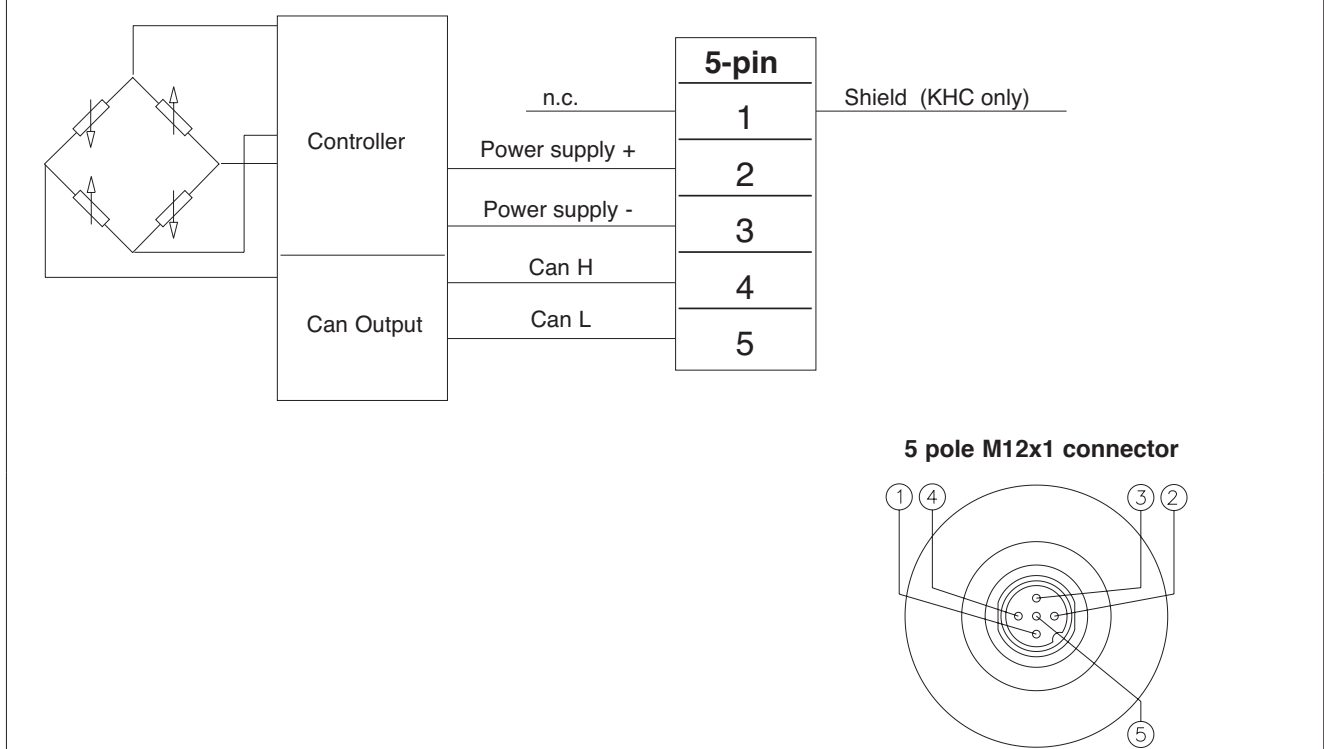 5-pin
n.c.
1
Shield (KHC only)
Controller
Power supply +
2
Power supply -
3
Can H
4
Can Output
Can L
5
5 pole M12x1 connector
1 4 3 2
5